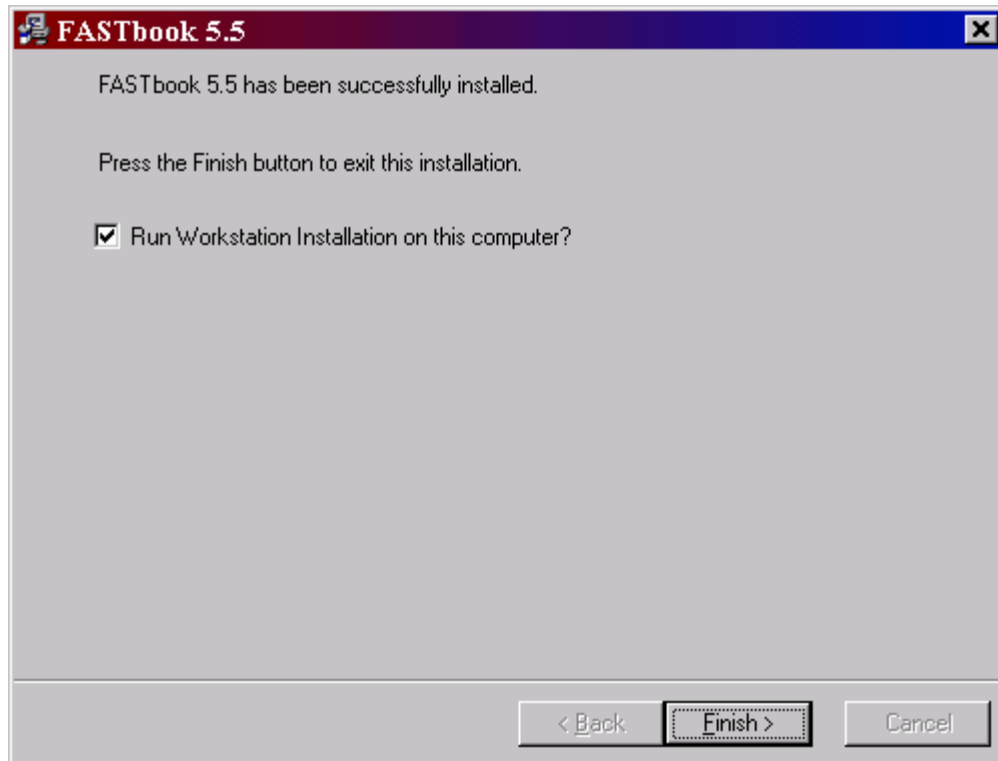 FASTbook 5.5
FASTbook 5.5 has been successfully installed.
Press the Finish button to exit this installation.
Run Workstation Installation on this computer?
< Back
Finish >
Cancel